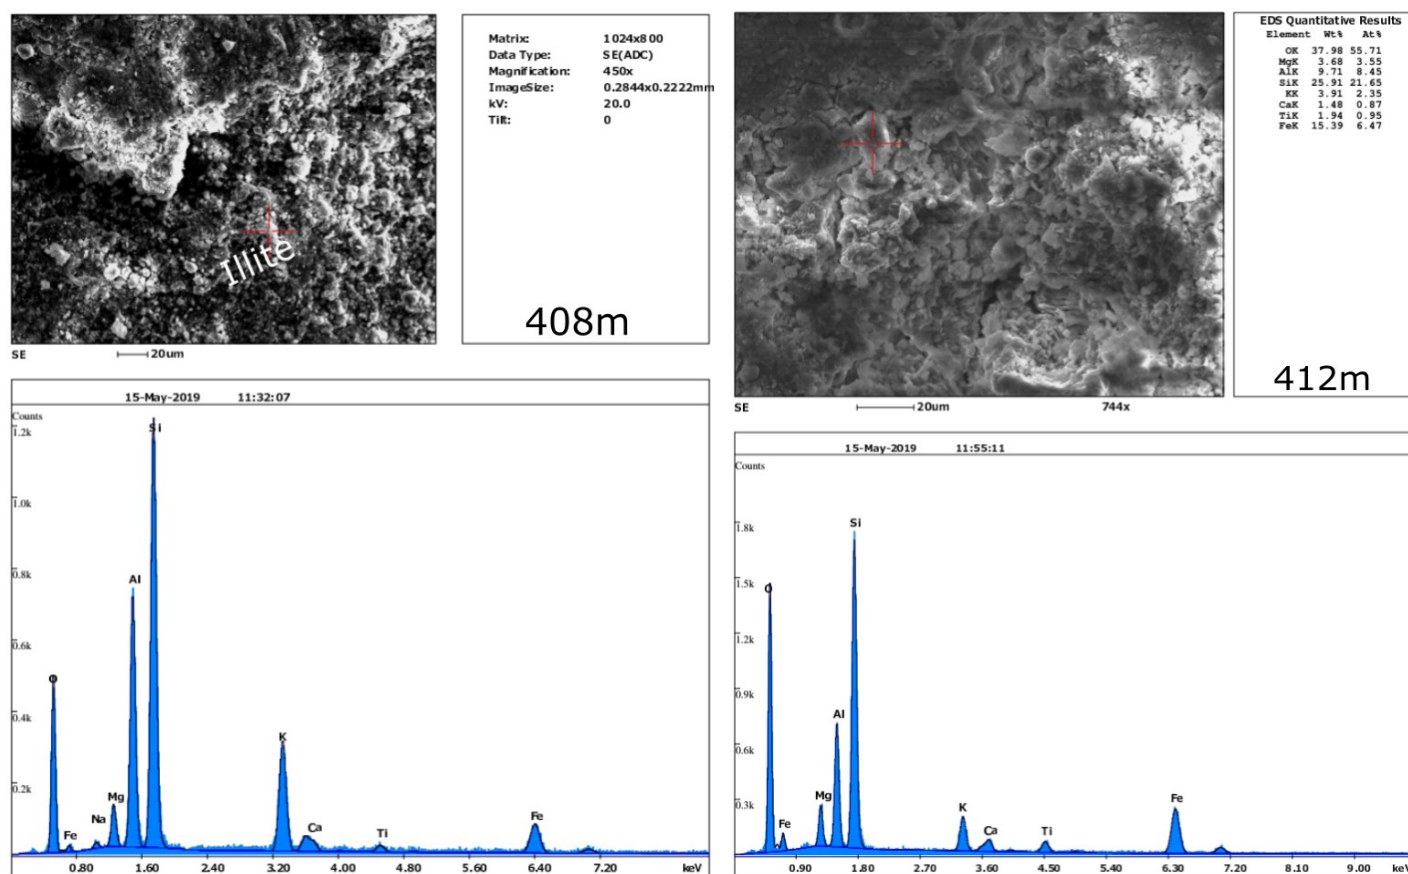 Matrix: 1024x800
Data Type: SE(ADC)
Magnification: 450x
ImageSize: 0.2844x0.2222mm
kV: 20.0
Tilt: 0
408m
Illite
SE 20um
15-May-2019 11:32:07
Counts
1.2k
1.0k
0.8k
0.6k
0.4k
0.2k
O
Fe
Na
Mg
Al
Si
K
Ca
Ti
Fe
0.80 1.60 2.40 3.20 4.00 4.80 5.60 6.40 7.20 keV
EDS Quantitative Results
Element Wt% At%
OK 37.98 55.71
MgK 3.68 3.55
AlK 9.71 8.45
SiK 25.91 21.65
KK 3.91 2.35
CaK 1.48 0.87
TiK 1.94 0.95
FeK 15.39 6.47
412m
SE 20um 744x
15-May-2019 11:55:11
Counts
1.8k
1.5k
1.2k
0.9k
0.6k
0.3k
O
Fe
Mg
Al
Si
K
Ca
Ti
Fe
0.90 1.80 2.70 3.60 4.50 5.40 6.30 7.20 8.10 9.00 keV